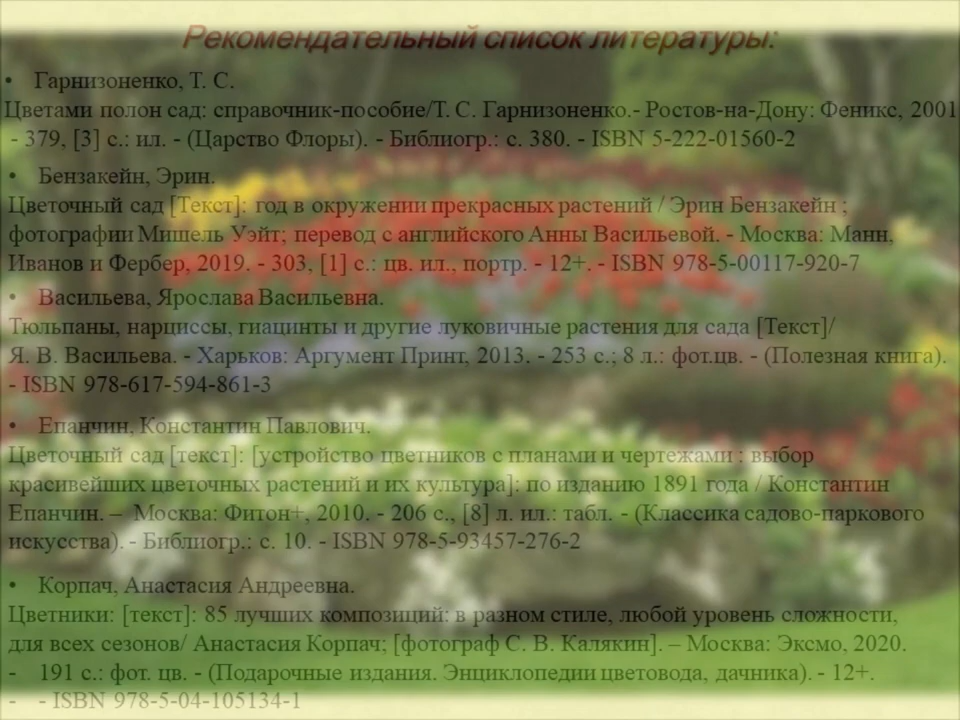 Рекомендательный список литературы:
• Гарнизоненко, Т. С.
Цветами полон сад: справочник-пособие/Т. С. Гарнизоненко.- Ростов-на-Дону: Феникс, 2001
- 379, [3] с.: ил. - (Царство Флоры). - Библиогр.: с. 380. - ISBN 5-222-01560-2
• Бензакейн, Эрин.
Цветочный сад [Текст]: год в окружении прекрасных растений / Эрин Бензакейн ;
фотографии Мишель Уэйт; перевод с английского Анны Васильевой. - Москва: Манн,
Иванов и Фербер, 2019. - 303, [1] с.: цв. ил., портр. - 12+. - ISBN 978-5-00117-920-7
• Васильева, Ярослава Васильевна.
Тюльпаны, нарциссы, гиацинты и другие луковичные растения для сада [Текст]/
Я. В. Васильева. - Харьков: Аргумент Принт, 2013. - 253 с.; 8 л.: фот.цв. - (Полезная книга).
- ISBN 978-617-594-861-3
• Епанчин, Константин Павлович.
Цветочный сад [текст]: [устройство цветников с планами и чертежами : выбор
красивейших цветочных растений и их культура]: по изданию 1891 года / Константин
Епанчин. – Москва: Фитон+, 2010. - 206 с., [8] л. ил.: табл. - (Классика садово-паркового
искусства). - Библиогр.: с. 10. - ISBN 978-5-93457-276-2
• Корпач, Анастасия Андреевна.
Цветники: [текст]: 85 лучших композиций: в разном стиле, любой уровень сложности,
для всех сезонов/ Анастасия Корпач; [фотограф С. В. Калякин]. – Москва: Эксмо, 2020.
- 191 с.: фот. цв. - (Подарочные издания. Энциклопедии цветовода, дачника). - 12+.
- - ISBN 978-5-04-105134-1